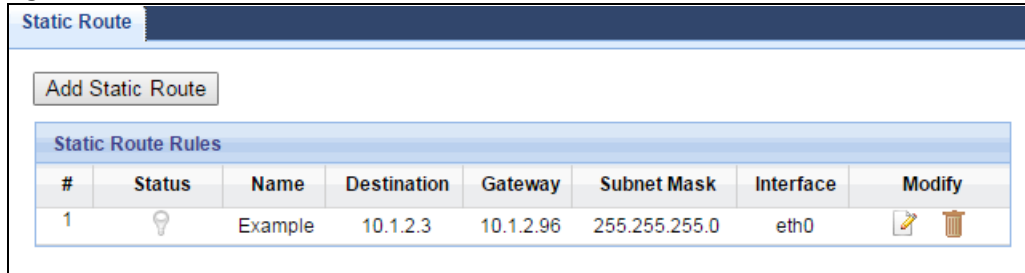 Static Route
Add Static Route
Static Route Rules
# Status Name Destination Gateway Subnet Mask Interface Modify
1 Example 10.1.2.3 10.1.2.96 255.255.255.0 eth0